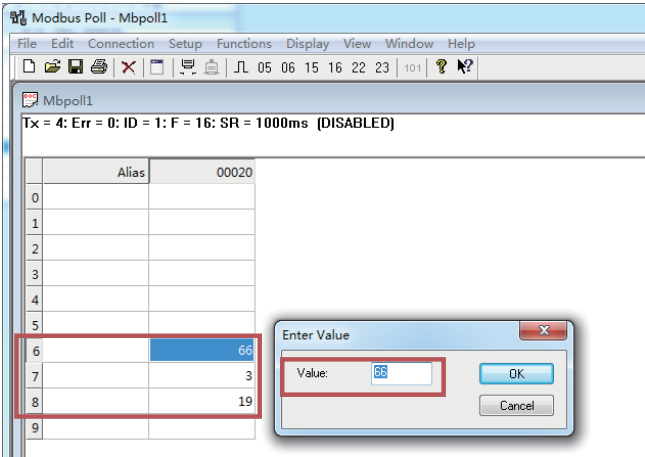 Modbus Poll - Mbpoll1
File Edit Connection Setup Functions Display View Window Help
05 06 15 16 22 23 101
Mbpoll1
Tx = 4: Err = 0: ID = 1: F = 16: SR = 1000ms (DISABLED)
Alias 00020
0
1
2
3
4
5
6 66
7 3
8 19
9
Enter Value
Value: 66
OK
Cancel